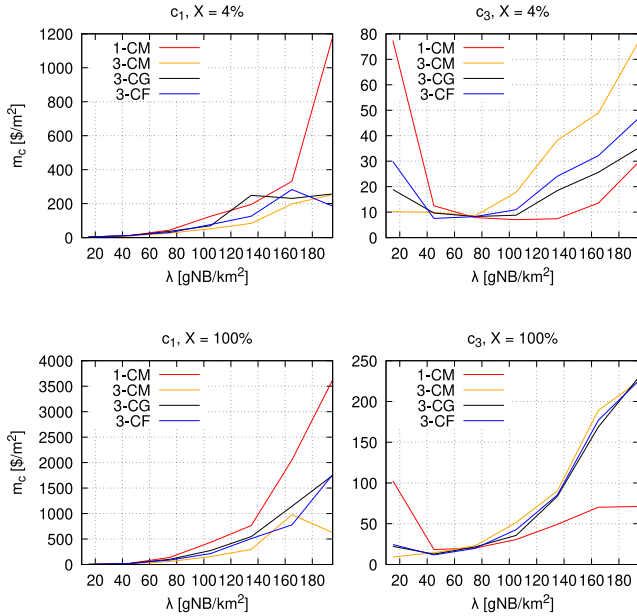 c1, X = 4%
1200
1000
800
600
400
200
0
mc [$/m2]
1-CM
3-CM
3-CG
3-CF
20 40 60 80 100 120 140 160 180
λ [gNB/km2]
c3, X = 4%
80
70
60
50
40
30
20
10
0
1-CM
3-CM
3-CG
3-CF
20 40 60 80 100 120 140 160 180
λ [gNB/km2]
c1, X = 100%
4000
3500
3000
2500
2000
1500
1000
500
0
mc [$/m2]
1-CM
3-CM
3-CG
3-CF
20 40 60 80 100 120 140 160 180
λ [gNB/km2]
c3, X = 100%
250
200
150
100
50
0
1-CM
3-CM
3-CG
3-CF
20 40 60 80 100 120 140 160 180
λ [gNB/km2]